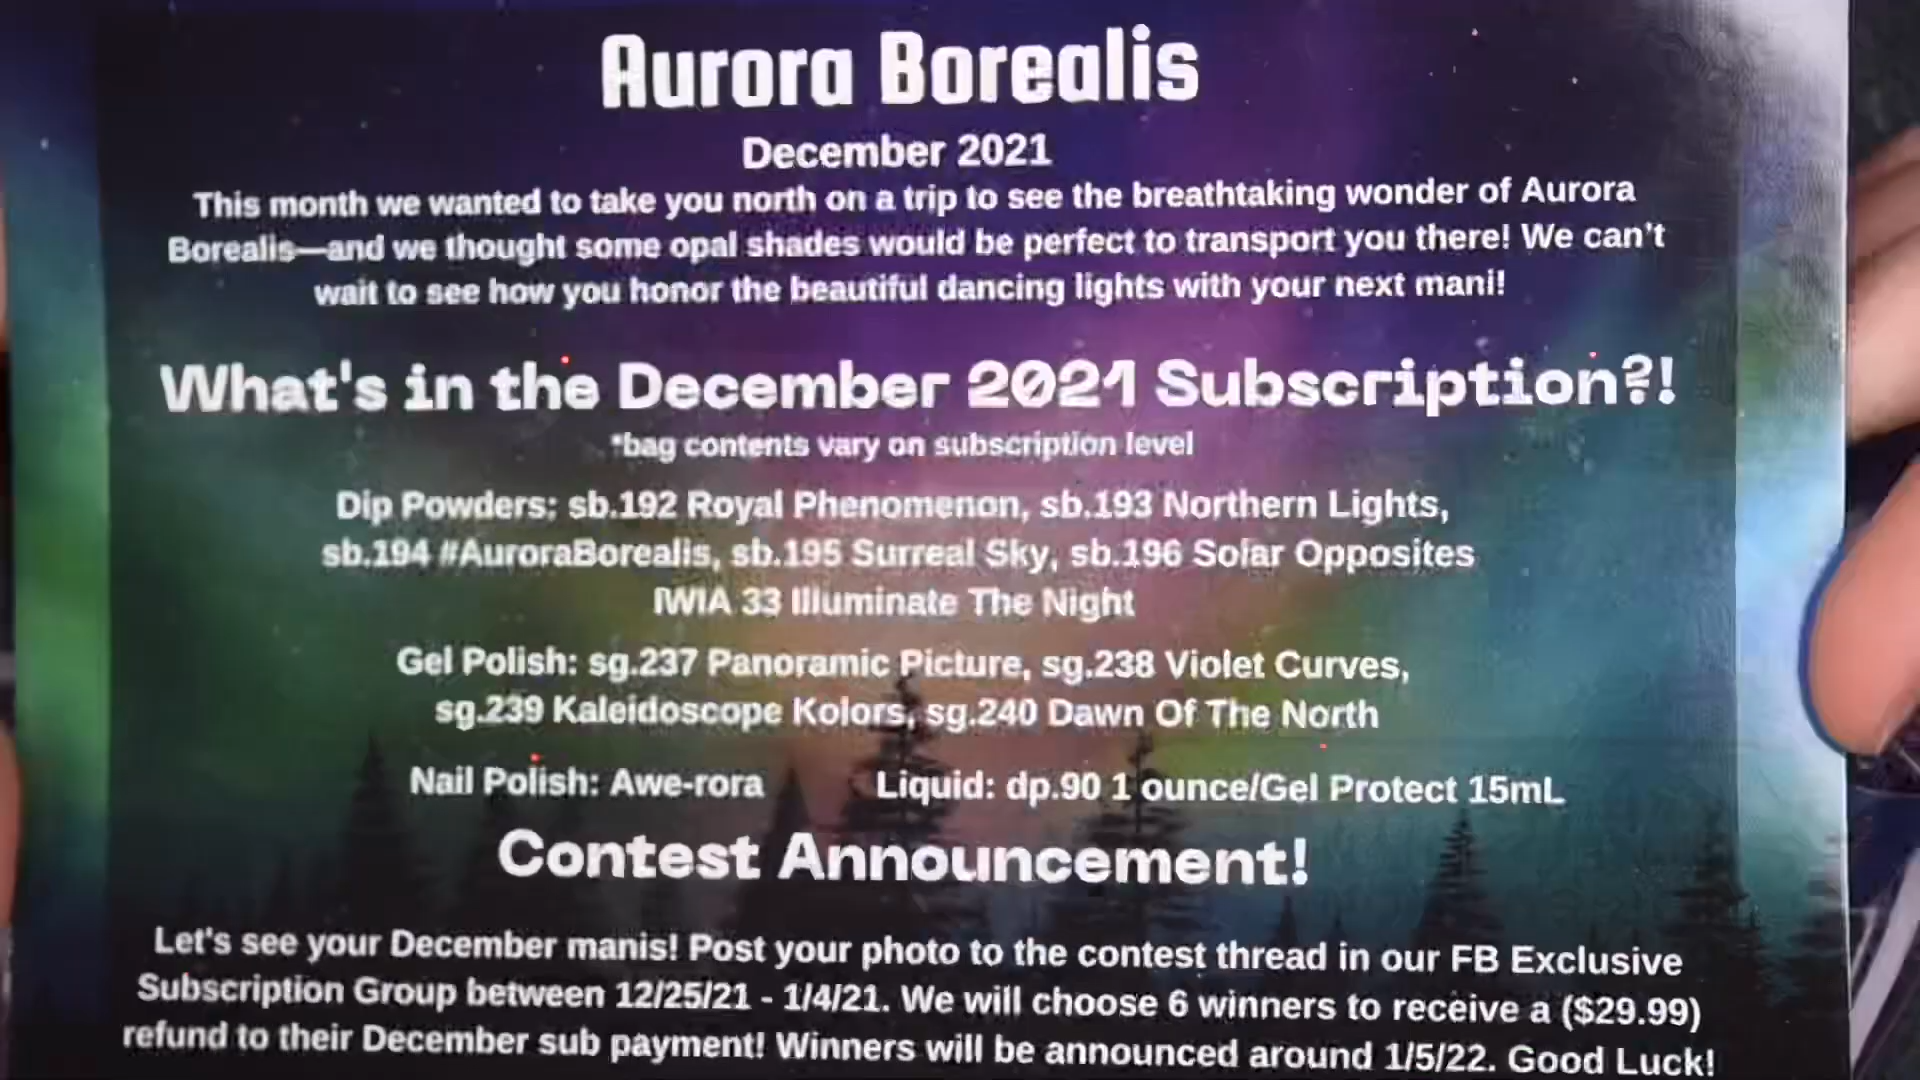 Aurora Borealis
December 2021
This month we wanted to take you north on a trip to see the breathtaking wonder of Aurora
Borealis—and we thought some opal shades would be perfect to transport you there! We can't
wait to see how you honor the beautiful dancing lights with your next mani!
What's in the December 2021 Subscription?!
*bag contents vary on subscription level
Dip Powders: sb.192 Royal Phenomenon, sb.193 Northern Lights,
sb.194 #AuroraBorealis, sb.195 Surreal Sky, sb.196 Solar Opposites
IWIA 33 Illuminate The Night
Gel Polish: sg.237 Panoramic Picture, sg.238 Violet Curves,
sg.239 Kaleidoscope Kolors, sg.240 Dawn Of The North
Nail Polish: Awe-rora Liquid: dp.90 1 ounce/Gel Protect 15mL
Contest Announcement!
Let's see your December manis! Post your photo to the contest thread in our FB Exclusive
Subscription Group between 12/25/21 - 1/4/21. We will choose 6 winners to receive a ($29.99)
refund to their December sub payment! Winners will be announced around 1/5/22. Good Luck!